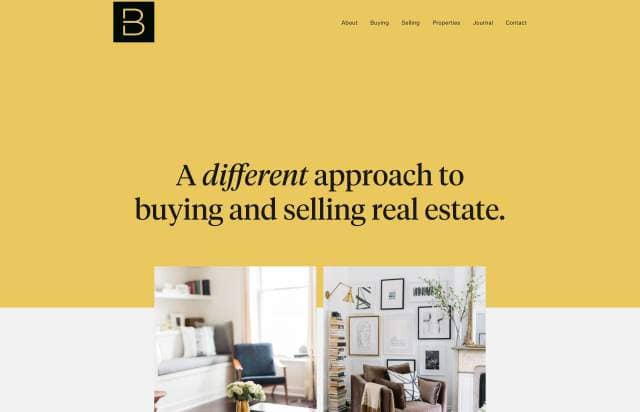 B
About Buying Selling Properties Journal Contact
A different approach to
buying and selling real estate.